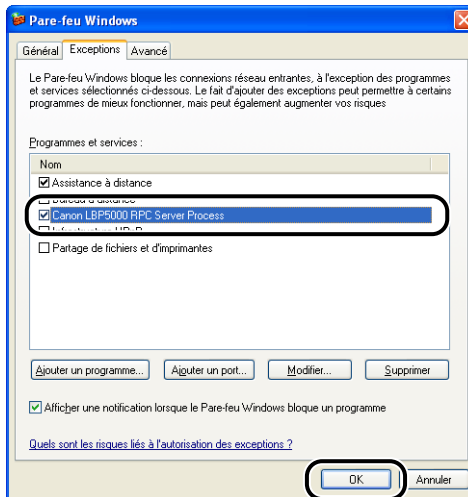 Pare-feu Windows
Général Exceptions Avancé
Le Pare-feu Windows bloque les connexions réseau entrantes, à l'exception des programmes
et services sélectionnés ci-dessous. Le fait d'ajouter des exceptions peut permettre à certains
programmes de mieux fonctionner, mais peut également augmenter vos risques
Programmes et services :
Nom
Assistance à distance
Bureau à distance
Canon LBP5000 RPC Server Process
Infrastructure UPnP
Partage de fichiers et d'imprimantes
Ajouter un programme... Ajouter un port... Modifier... Supprimer
Afficher une notification lorsque le Pare-feu Windows bloque un programme
Quels sont les risques liés à l'autorisation des exceptions ?
OK Annuler